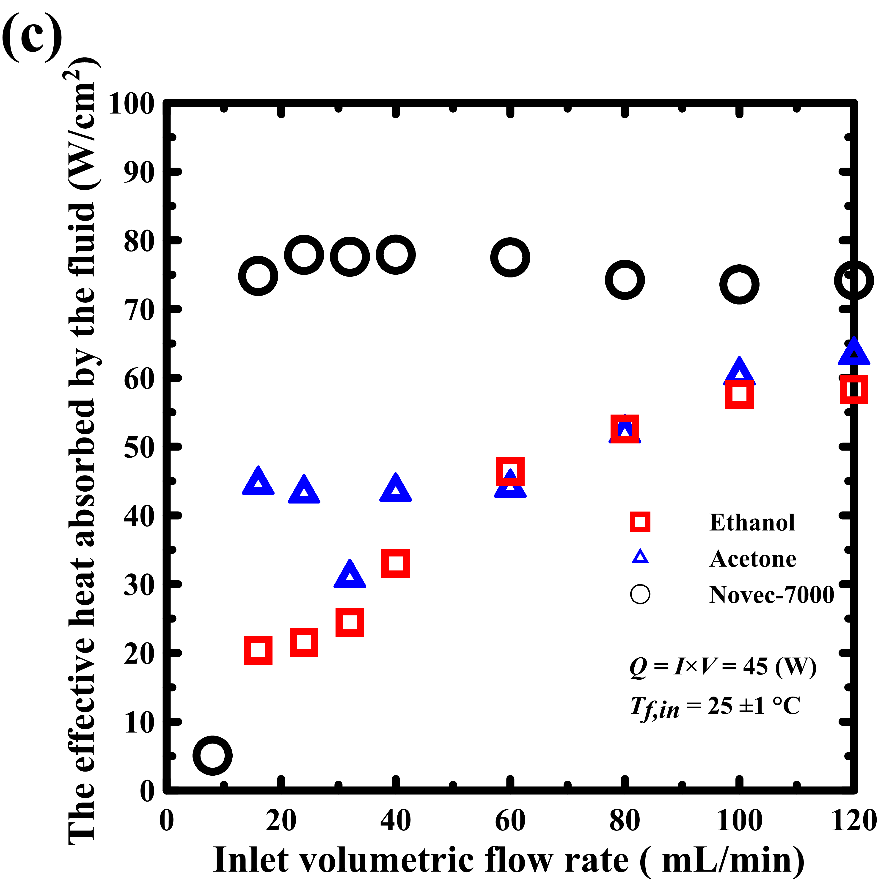 (c)
The effective heat absorbed by the fluid (W/cm²)
100
90
80
70
60
50
40
30
20
10
0
Ethanol
Acetone
Novec-7000
Q = I×V = 45 (W)
T_{f,in} = 25 ±1 °C
0 20 40 60 80 100 120
Inlet volumetric flow rate ( mL/min)